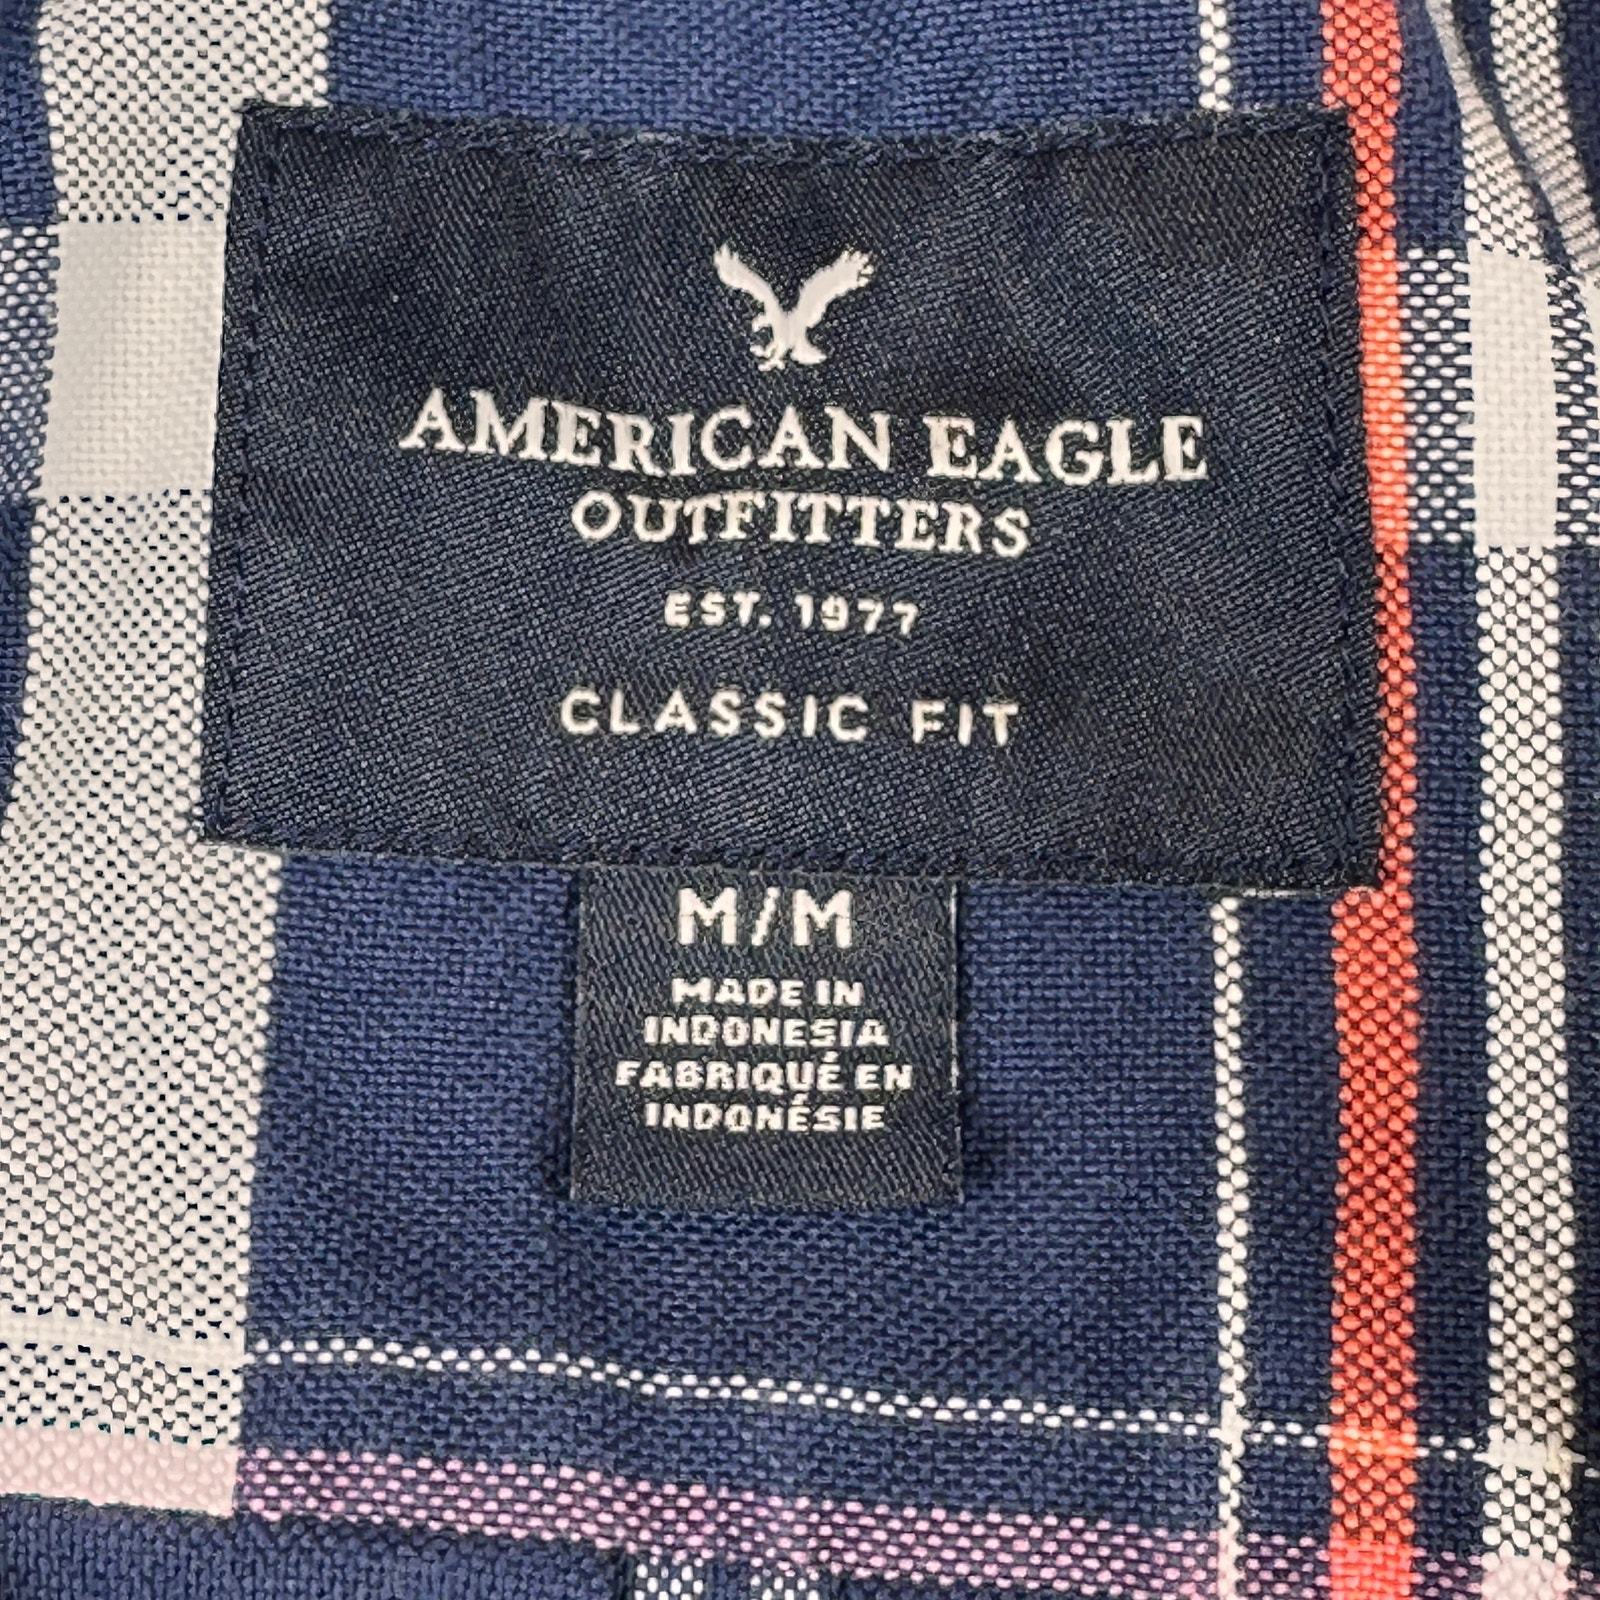 AMERICAN EAGLE
OUTFITTERS
EST. 1977
CLASSIC FIT
M/M
MADE IN
INDONESIA
FABRIQUÉ EN
INDONÉSIE